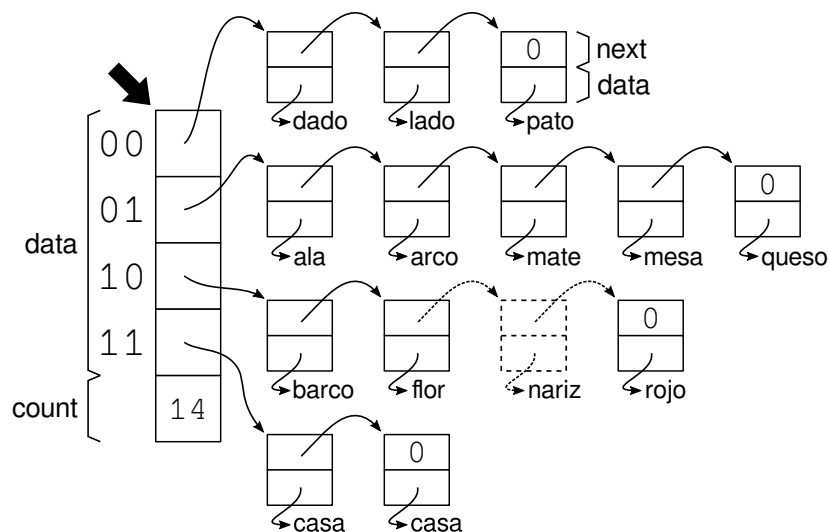 0 next
data
dado lado pato
00
01 0
data
ala arco mate mesa queso
10
11 0
barco flor nariz rojo
count 14
0
casa casa